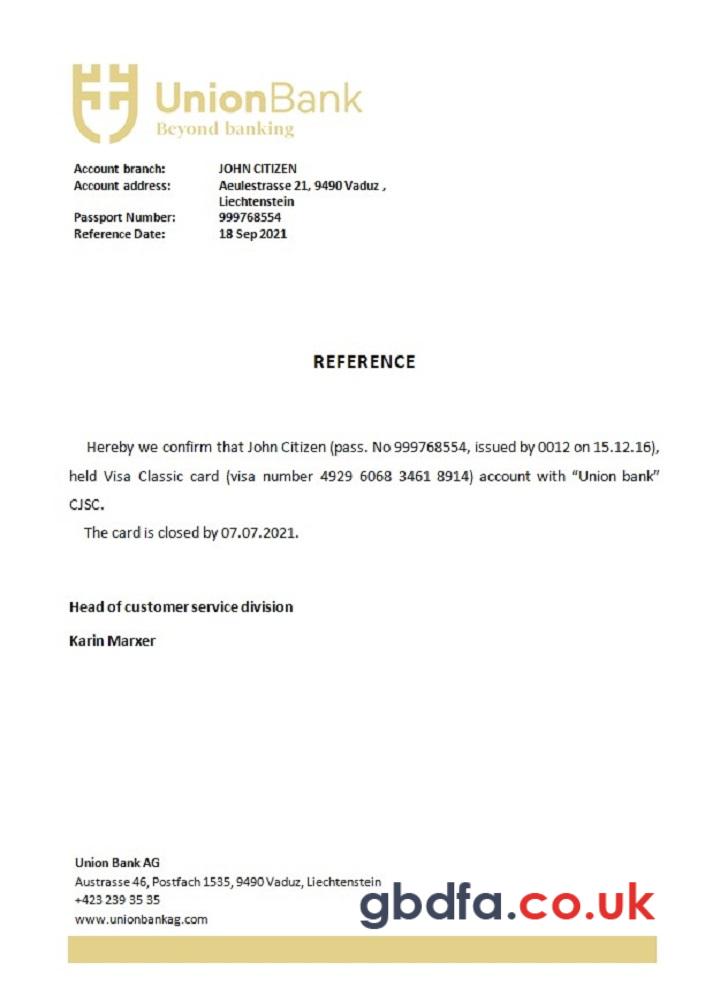 UnionBank
Beyond banking
Account branch: JOHN CITIZEN
Account address: Aeulestrasse 21, 9490 Vaduz ,
Liechtenstein
Passport Number: 999768554
Reference Date: 18 Sep 2021
REFERENCE
Hereby we confirm that John Citizen (pass. No 999768554, issued by 0012 on 15.12.16),
held Visa Classic card (visa number 4929 6068 3461 8914) account with “Union bank”
CJSC.
The card is closed by 07.07.2021.
Head of customer service division
Karin Marxer
Union Bank AG
Austrasse 46, Postfach 1535, 9490 Vaduz, Liechtenstein
+423 239 35 35
www.unionbankag.com
gbdfa.co.uk